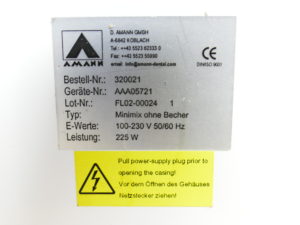 AMANN
D. AMANN GMBH
A-6842 KOBLACH
Tel.: ++43 5523 62333-0
Fax: ++43 5523 55990
email: info@amann-dental.com
CE
DIN/ISO 9001
Bestell-Nr.: 320021
Geräte-Nr.: AAA05721
Lot-Nr.: FL02-00024 1
Typ: Minimix ohne Becher
E-Werte: 100-230 V 50/60 Hz
Leistung: 225 W
Pull power-supply plug prior to
opening the casing!
Vor dem Öffnen des Gehäuses
Netzstecker ziehen!